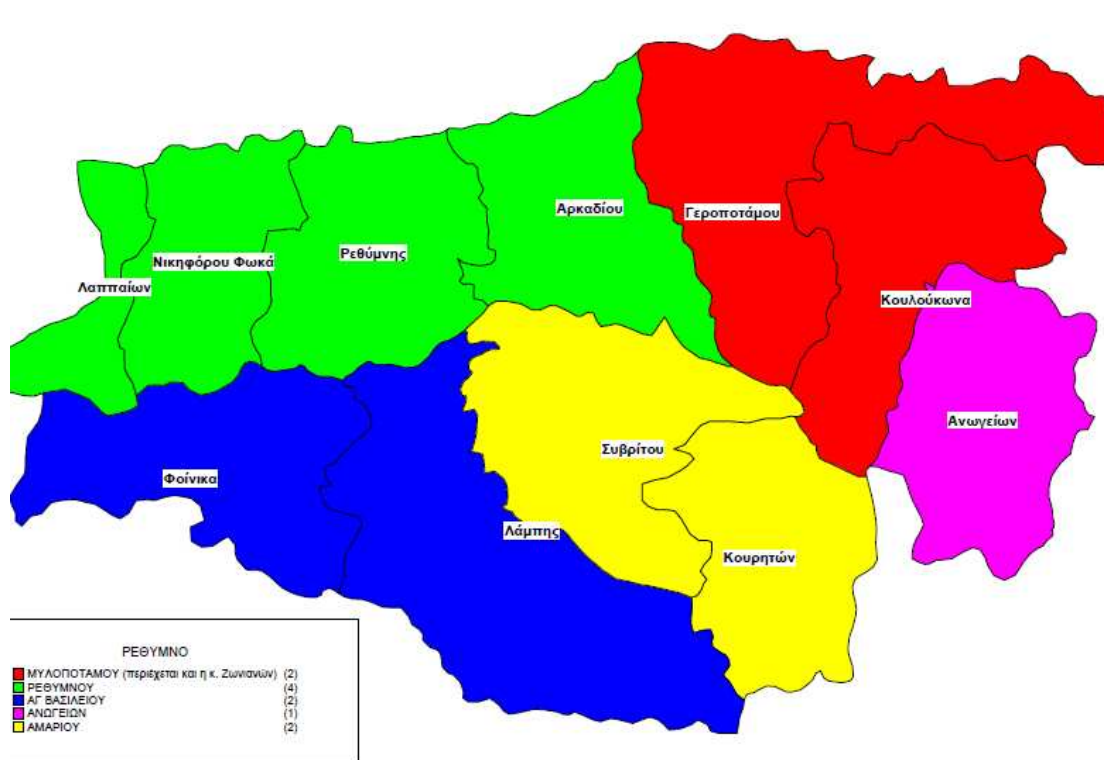 Αρκαδίου
Γεροποτάμου
Ρεθύμνης
Νικηφόρου Φωκά
Λαππαίων
Κουλούκωνα
Ανωγείων
Συβρίτου
Φοίνικα
Λάμπης
Κουρητών
ΡΕΘΥΜΝΟ
ΜΥΛΟΠΟΤΑΜΟΥ (περιέχεται και η κ. Ζωνιανών) (2)
ΡΕΘΥΜΝΟΥ (4)
ΑΓ ΒΑΣΙΛΕΙΟΥ (2)
ΑΝΩΓΕΙΩΝ (1)
ΑΜΑΡΙΟΥ (2)